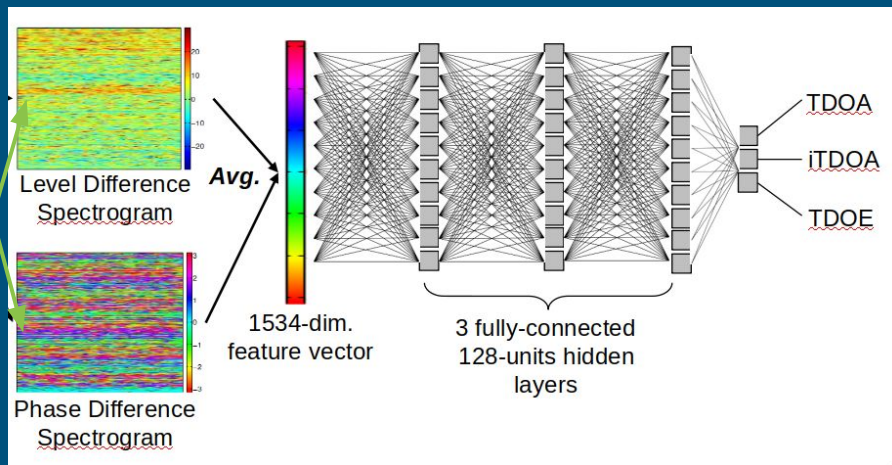 20
10
0
-10
-20
Level Difference
Spectrogram
3
2
1
0
-1
-2
-3
Phase Difference
Spectrogram
Avg.
1534-dim.
feature vector
3 fully-connected
128-units hidden
layers
TDOA
iTDOA
TDOE